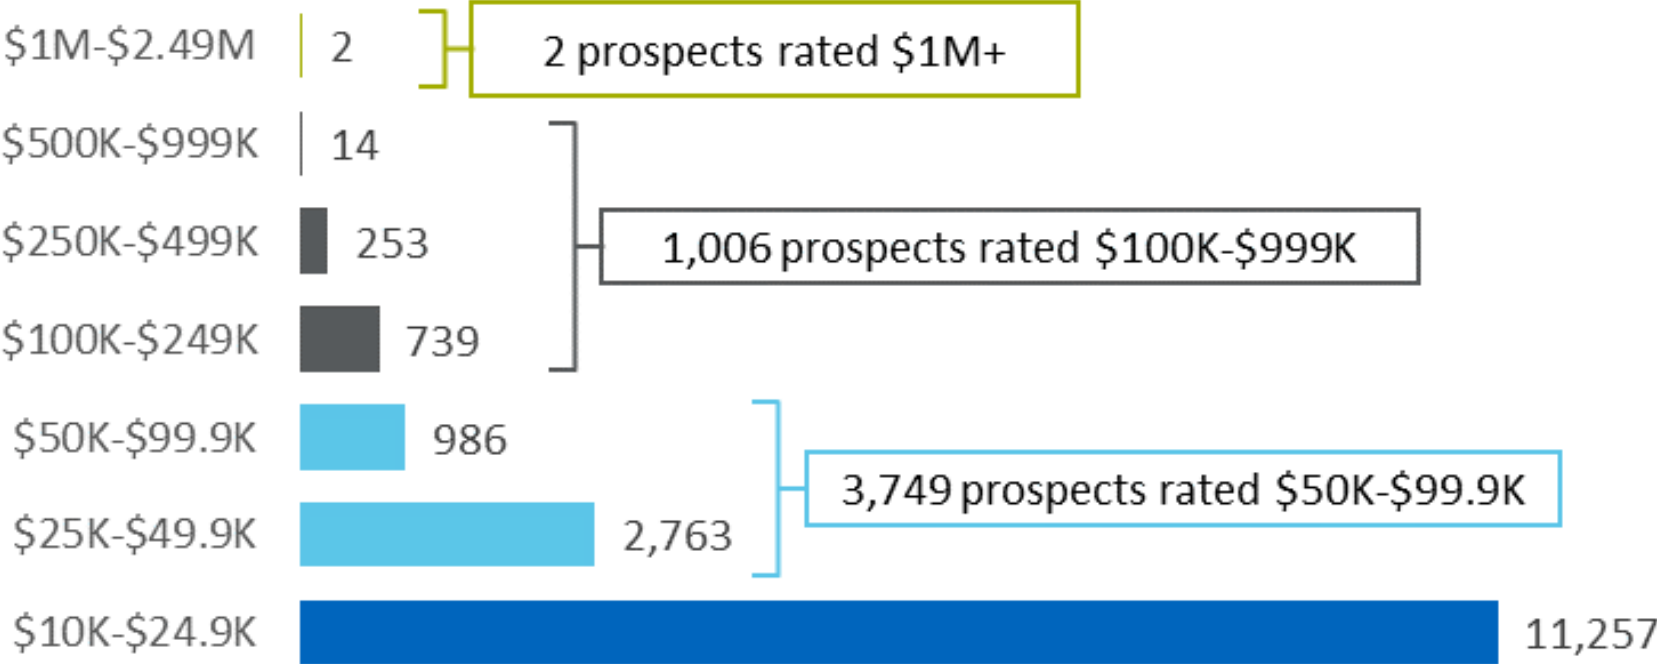 $1M-$2.49M 2 2 prospects rated $1M+
$500K-$999K 14
$250K-$499K 253 1,006 prospects rated $100K-$999K
$100K-$249K 739
$50K-$99.9K 986
3,749 prospects rated $50K-$99.9K
$25K-$49.9K 2,763
$10K-$24.9K 11,257